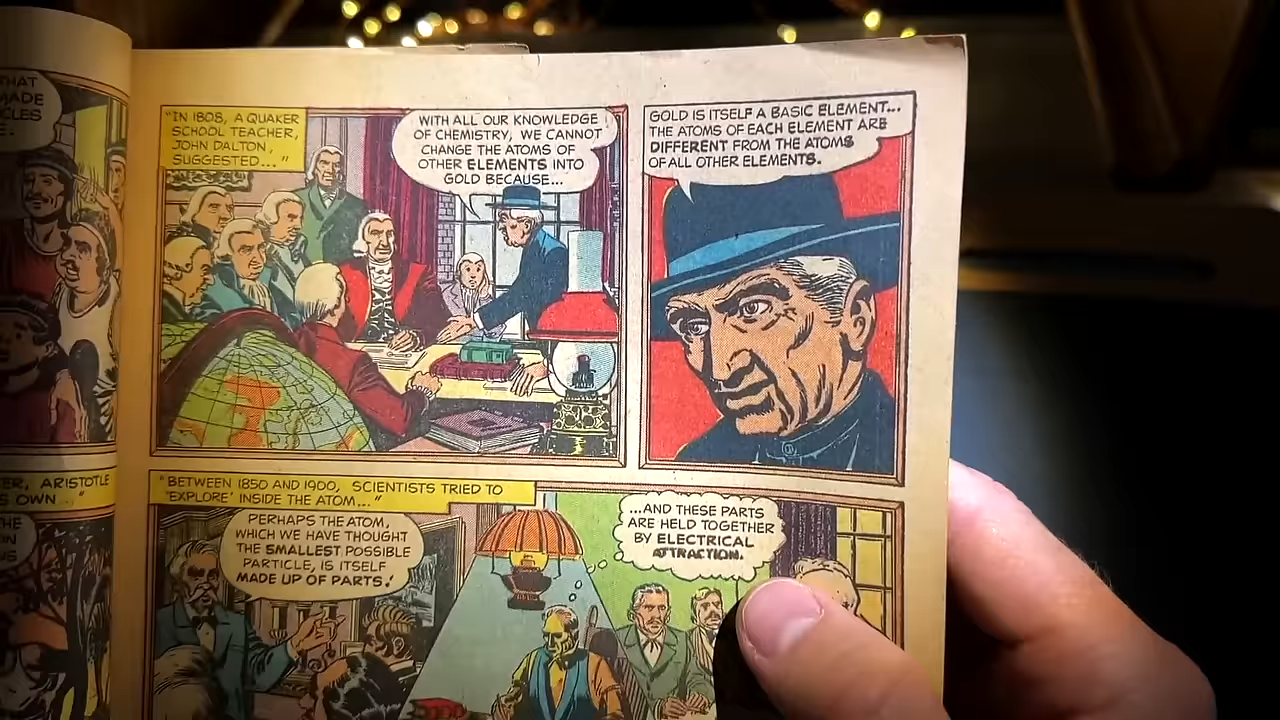 THAT
MADE
"IN 1808, A QUAKER
SCHOOL TEACHER,
JOHN DALTON,
SUGGESTED..."
WITH ALL OUR KNOWLEDGE
OF CHEMISTRY, WE CANNOT
CHANGE THE ATOMS OF
OTHER ELEMENTS INTO
GOLD BECAUSE...
GOLD IS ITSELF A BASIC ELEMENT...
THE ATOMS OF EACH ELEMENT ARE
DIFFERENT FROM THE ATOMS
OF ALL OTHER ELEMENTS.
ARISTOTLE
OWN..."
"BETWEEN 1850 AND 1900, SCIENTISTS TRIED TO
'EXPLORE' INSIDE THE ATOM..."
PERHAPS THE ATOM,
WHICH WE HAVE THOUGHT
THE SMALLEST POSSIBLE
PARTICLE, IS ITSELF
MADE UP OF PARTS!
...AND THESE PARTS
ARE HELD TOGETHER
BY ELECTRICAL
ATTRACTION.